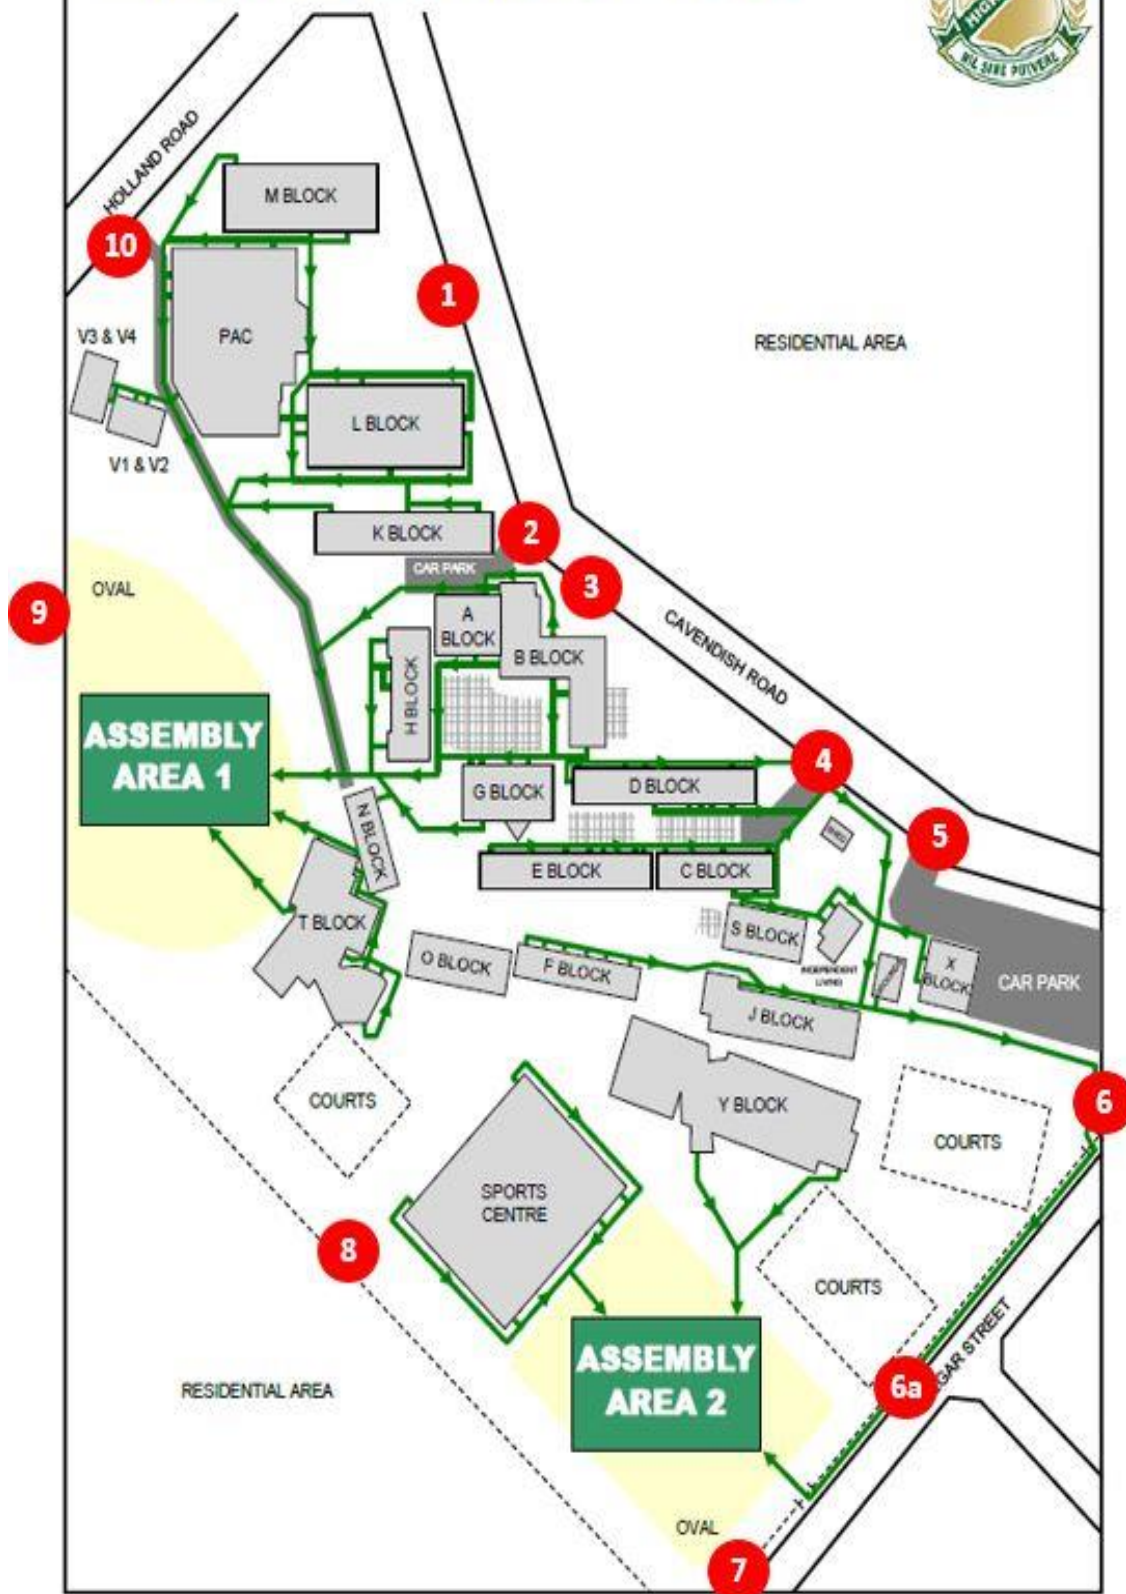 HIGH
NIL SINE PULVERE
HOLLAND ROAD
M BLOCK
10
1
V3 & V4
PAC
RESIDENTIAL AREA
L BLOCK
V1 & V2
K BLOCK
2
CAR PARK
3
OVAL
9
A
BLOCK
B BLOCK
H BLOCK
CAVENDISH ROAD
ASSEMBLY
AREA 1
4
G BLOCK
D BLOCK
N BLOCK
5
E BLOCK
C BLOCK
T BLOCK
S BLOCK
O BLOCK
F BLOCK
INDEPENDENT
LIVING
X
BLOCK
CAR PARK
J BLOCK
COURTS
Y BLOCK
6
COURTS
SPORTS
CENTRE
8
COURTS
ASSEMBLY
AREA 2
GAR STREET
6a
RESIDENTIAL AREA
OVAL
7